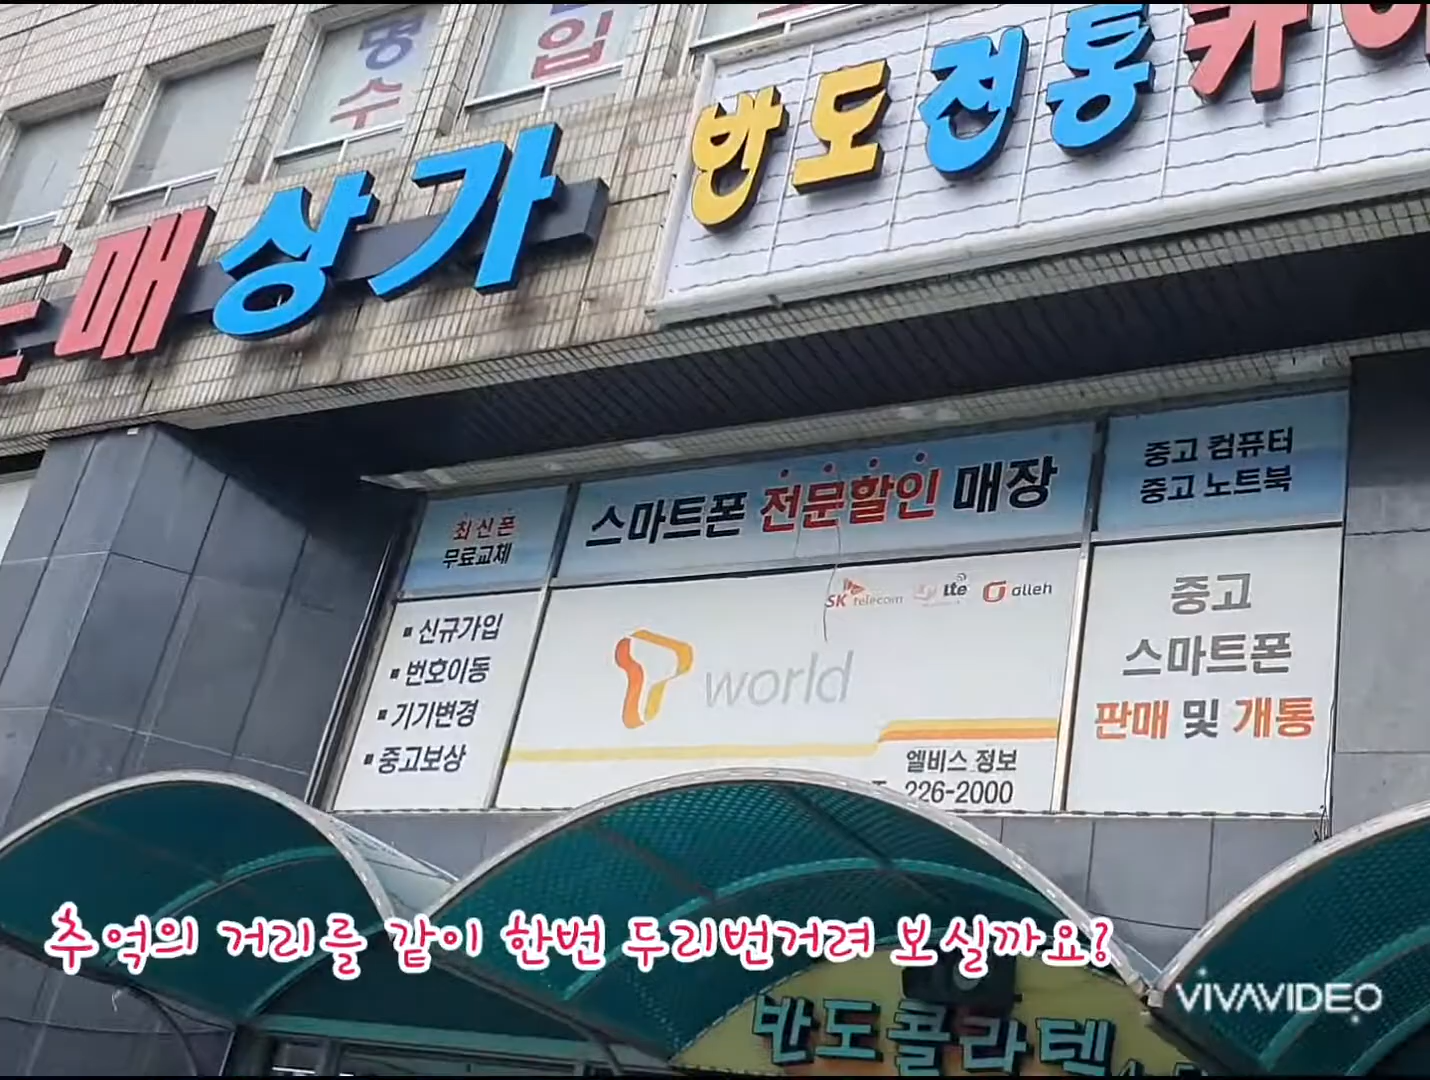 명
수
입
도매상가
반도전통
최신폰
무료교체
스마트폰 전문할인 매장
중고 컴퓨터
중고 노트북
신규가입
번호이동
기기변경
중고보상
SK telecom
lte
olleh
T world
엘비스 정보
226-2000
중고
스마트폰
판매 및 개통
추억의 거리를 같이 한번 두리번거려 보실까요?
VIVAVIDEO
반도콜라텍